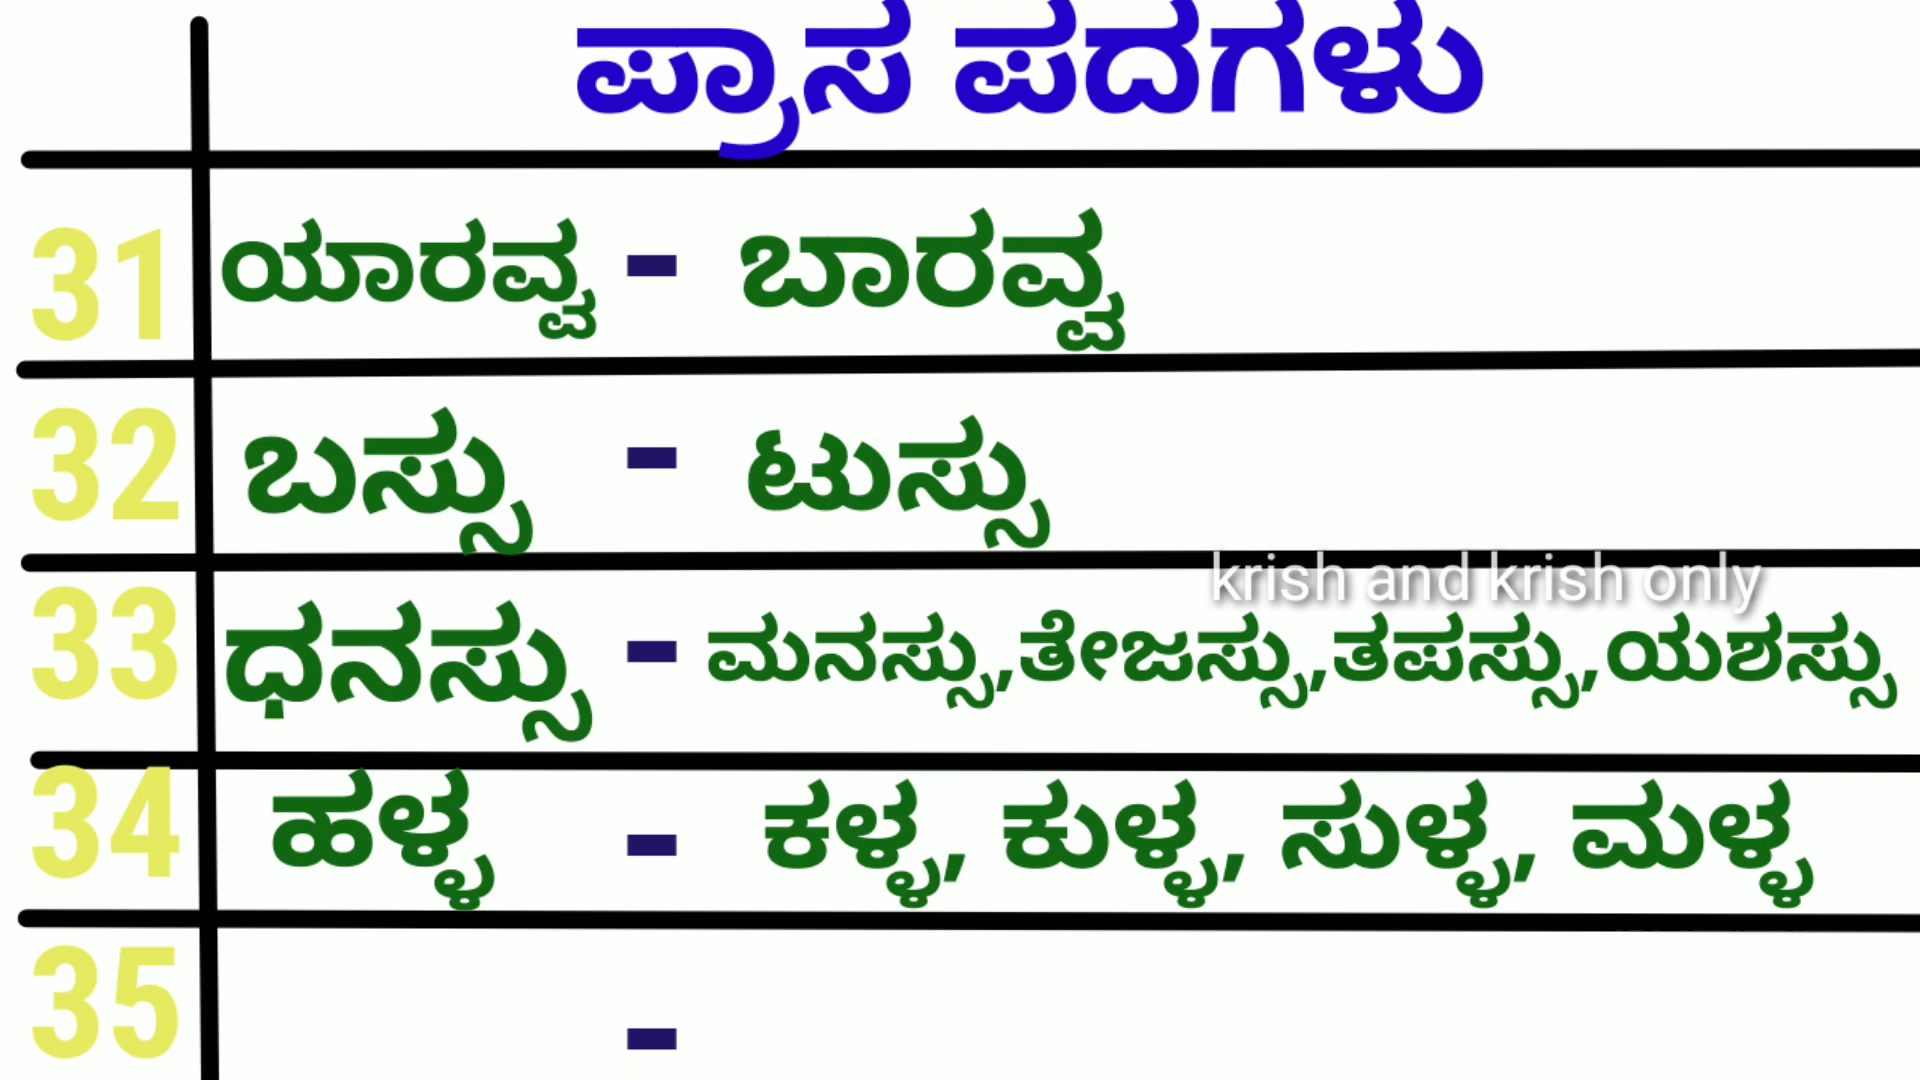 ಪ್ರಾಸ ಪದಗಳು
31 ಯಾರವ್ವ - ಬಾರವ್ವ
32 ಬಸ್ಸು - ಟುಸ್ಸು
krish and krish only
33 ಧನಸ್ಸು - ಮನಸ್ಸು,ತೇಜಸ್ಸು,ತಪಸ್ಸು,ಯಶಸ್ಸು
34 ಹಳ್ಳ - ಕಳ್ಳ, ಕುಳ್ಳ, ಸುಳ್ಳ, ಮಳ್ಳ
35 -